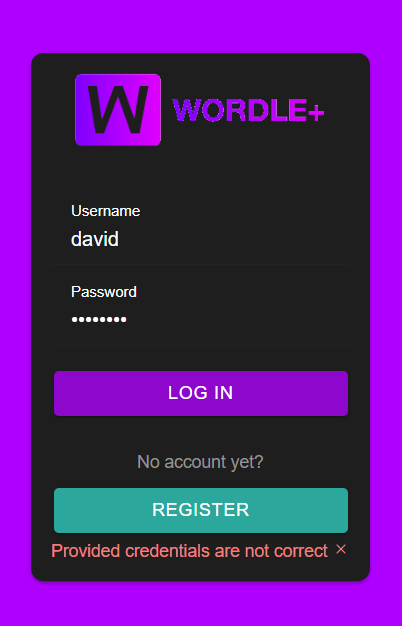 W WORDLE+
Username
david
Password
••••••••
LOG IN
No account yet?
REGISTER
Provided credentials are not correct ×